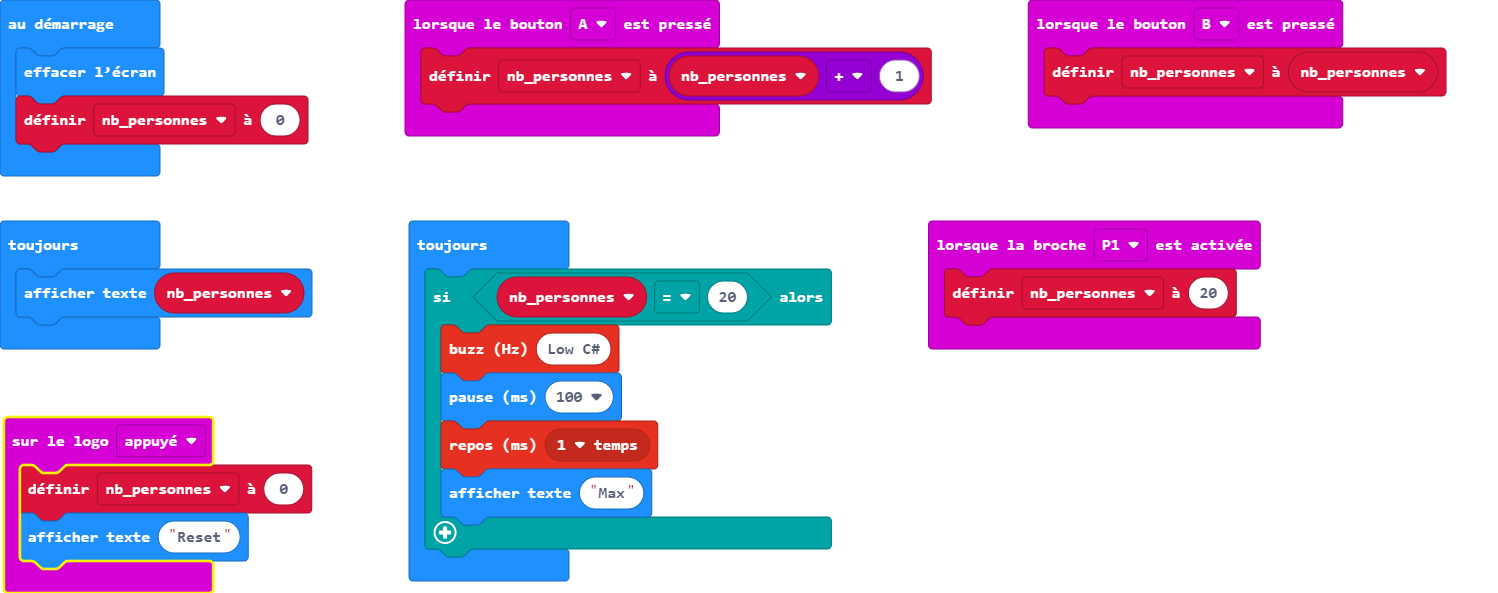 au démarrage
effacer l’écran
définir nb_personnes à 0
lorsque le bouton A est pressé
définir nb_personnes à nb_personnes + 1
lorsque le bouton B est pressé
définir nb_personnes à nb_personnes
toujours
afficher texte nb_personnes
toujours
si nb_personnes = 20 alors
buzz (Hz) Low C#
pause (ms) 100
repos (ms) 1 temps
afficher texte "Max"
lorsque la broche P1 est activée
définir nb_personnes à 20
sur le logo appuyé
définir nb_personnes à 0
afficher texte "Reset"